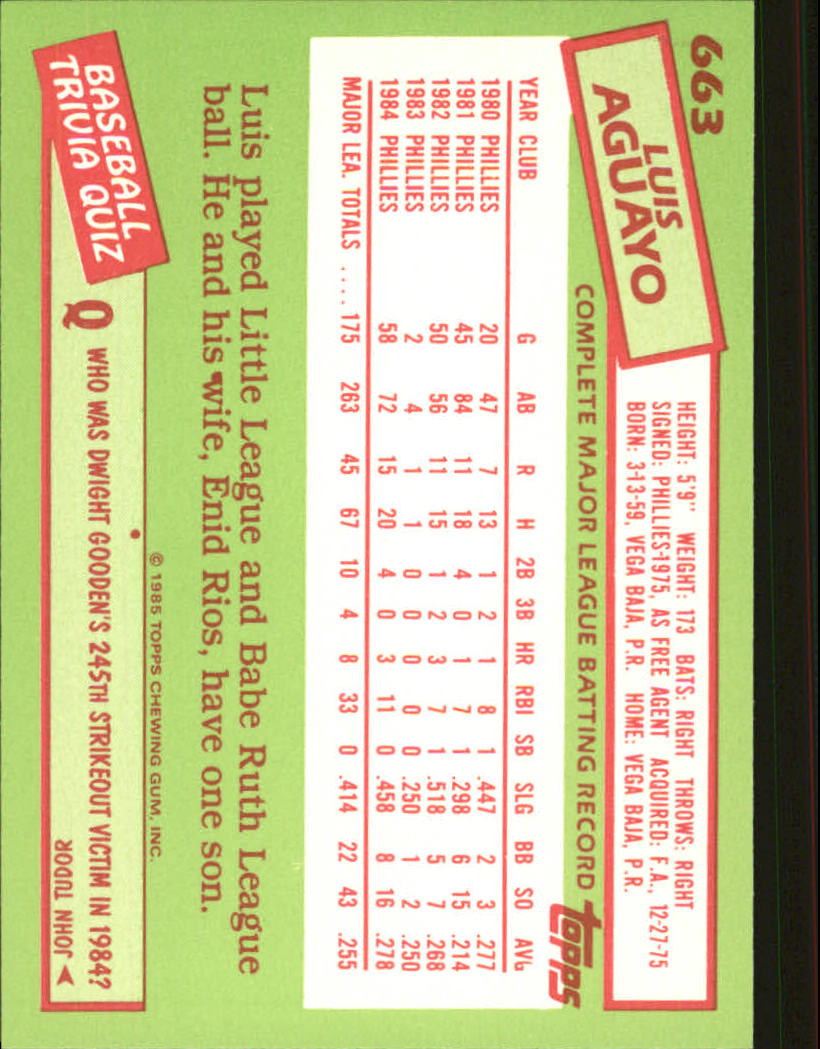 663
LUIS
AGUAYO
HEIGHT: 5'9" WEIGHT: 173 BATS: RIGHT THROWS: RIGHT
SIGNED: PHILLIES-1975, AS FREE AGENT ACQUIRED: F.A., 12-27-75
BORN: 3-13-59, VEGA BAJA, P.R. HOME: VEGA BAJA, P.R.
COMPLETE MAJOR LEAGUE BATTING RECORD topps
YEAR CLUB G AB R H 2B 3B HR RBI SB SLG BB SO AVG
1980 PHILLIES 20 47 7 13 1 2 1 8 1 .447 2 3 .277
1981 PHILLIES 45 84 11 18 4 0 1 7 1 .298 6 15 .214
1982 PHILLIES 50 56 11 15 1 2 3 7 1 .518 5 7 .268
1983 PHILLIES 2 4 1 1 0 0 0 0 0 .250 1 2 .250
1984 PHILLIES 58 72 15 20 4 0 3 11 0 .458 8 16 .278
MAJOR LEA. TOTALS .... 175 263 45 67 10 4 8 33 0 .414 22 43 .255
Luis played Little League and Babe Ruth League
ball. He and his wife, Enid Rios, have one son.
© 1985 TOPPS CHEWING GUM, INC.
BASEBALL
TRIVIA QUIZ
Q WHO WAS DWIGHT GOODEN'S 245TH STRIKEOUT VICTIM IN 1984?
JOHN TUDOR